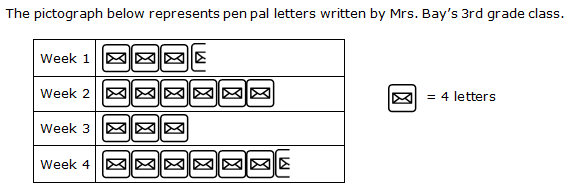 The pictograph below represents pen pal letters written by Mrs. Bay's 3rd grade class.
Week 1
Week 2
= 4 letters
Week 3
Week 4